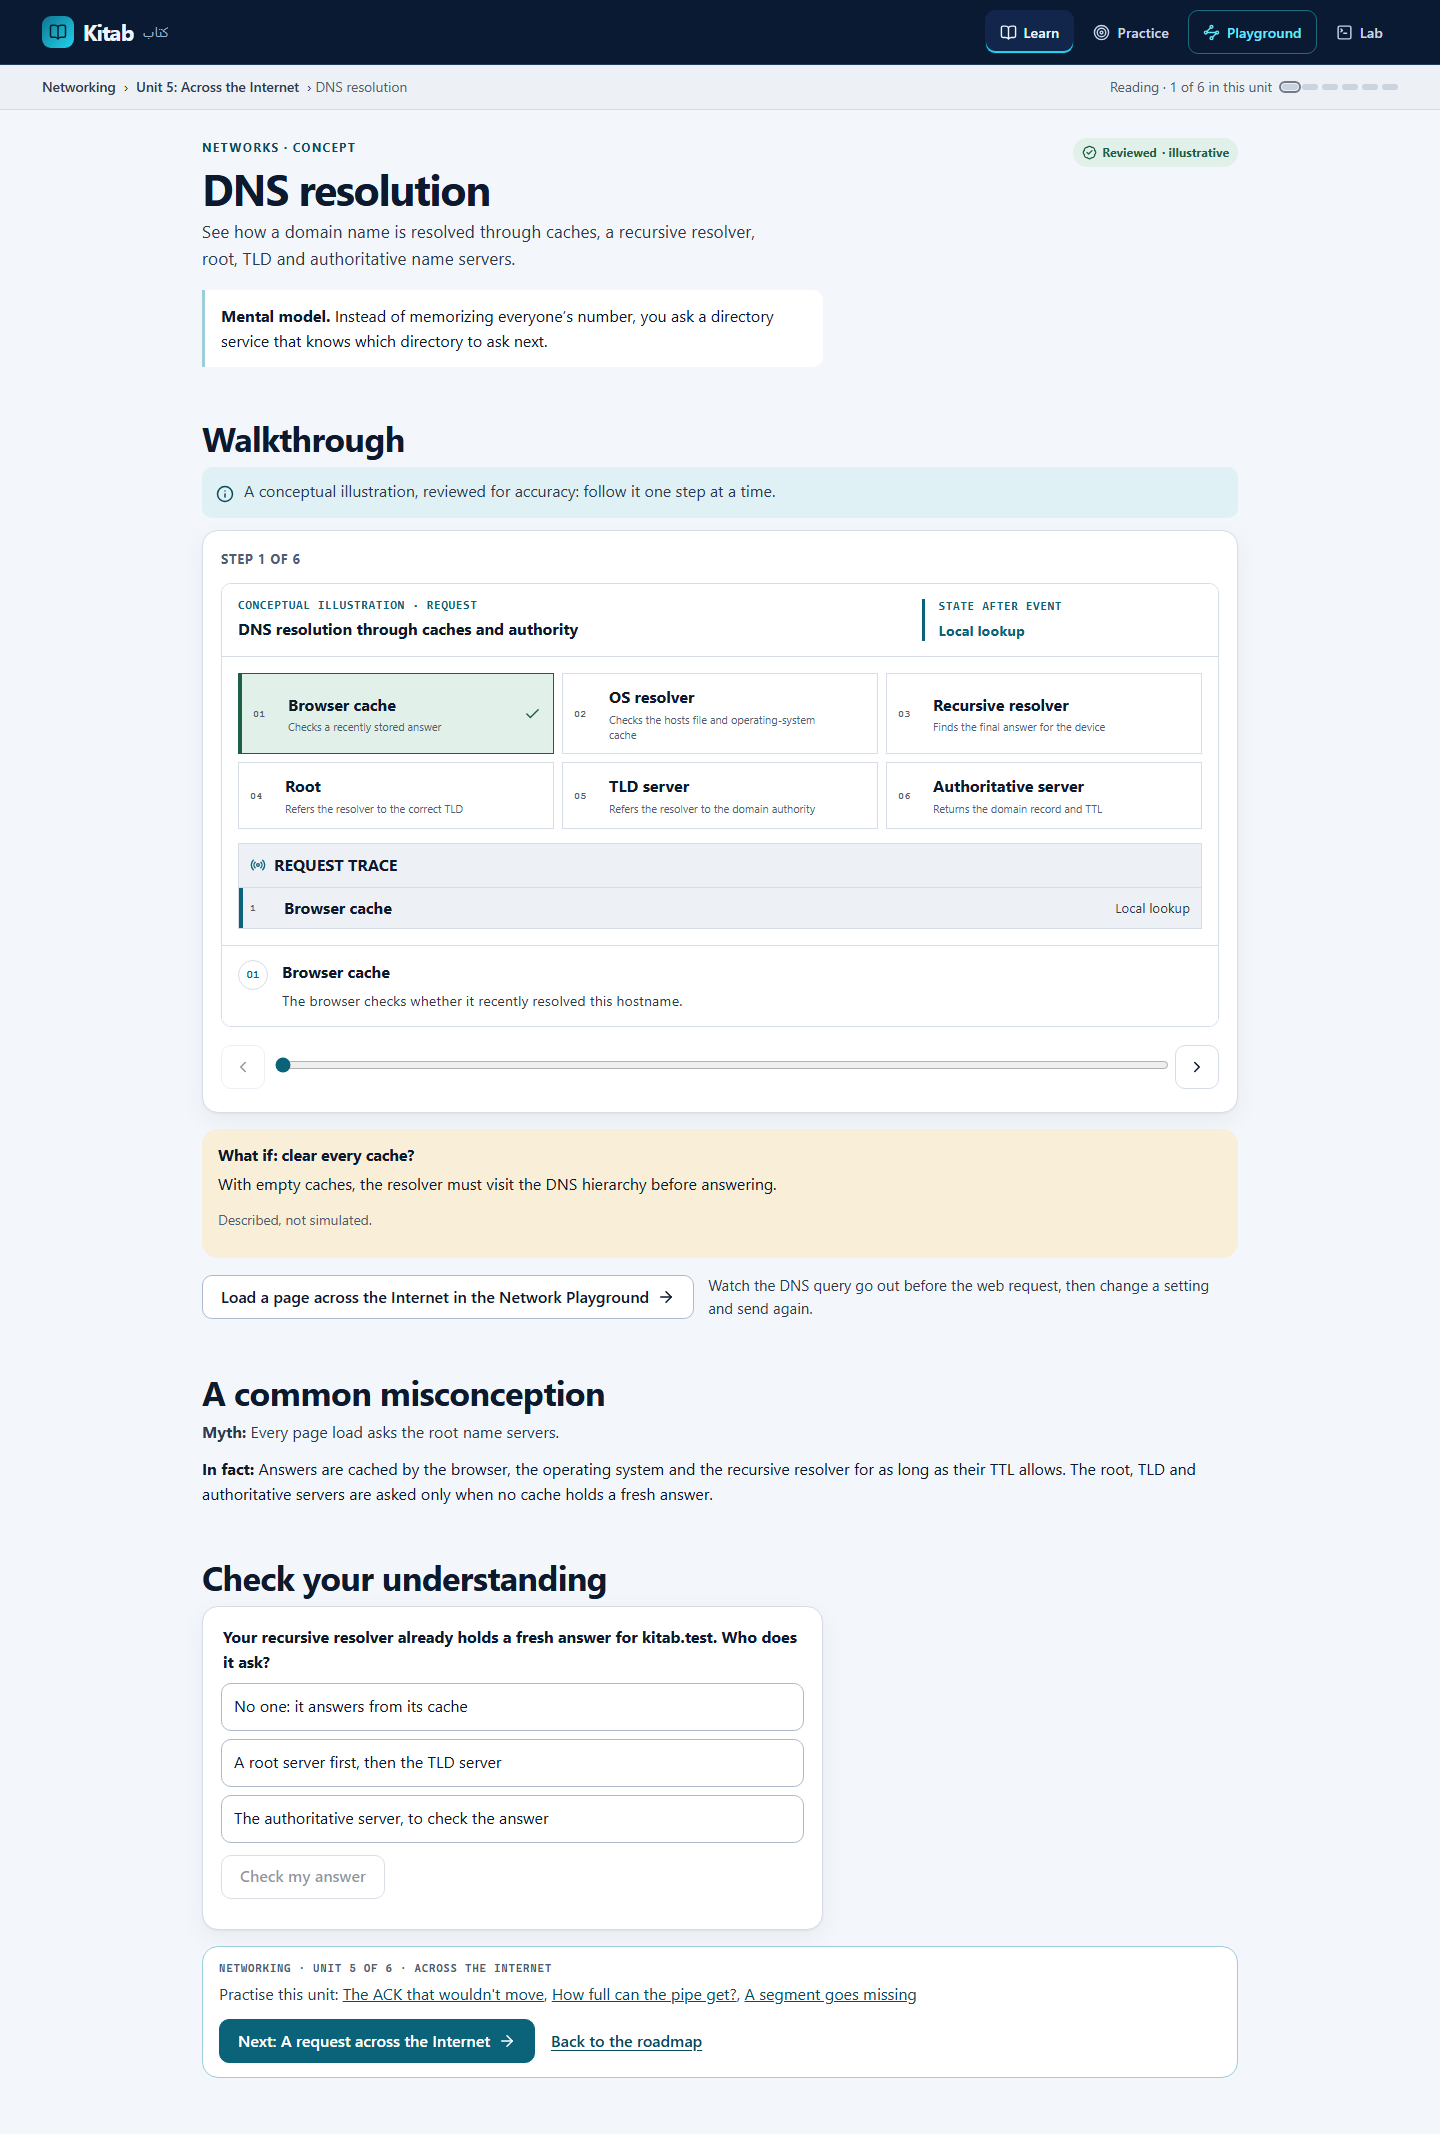 Kitab كتاب
Learn
Practice
Playground
Lab
Networking › Unit 5: Across the Internet › DNS resolution
Reading · 1 of 6 in this unit
NETWORKS · CONCEPT
Reviewed · illustrative
DNS resolution
See how a domain name is resolved through caches, a recursive resolver,
root, TLD and authoritative name servers.
Mental model. Instead of memorizing everyone's number, you ask a directory
service that knows which directory to ask next.
Walkthrough
A conceptual illustration, reviewed for accuracy: follow it one step at a time.
STEP 1 OF 6
CONCEPTUAL ILLUSTRATION · REQUEST
DNS resolution through caches and authority
STATE AFTER EVENT
Local lookup
01
Browser cache
Checks a recently stored answer
02
OS resolver
Checks the hosts file and operating-system
cache
03
Recursive resolver
Finds the final answer for the device
04
Root
Refers the resolver to the correct TLD
05
TLD server
Refers the resolver to the domain authority
06
Authoritative server
Returns the domain record and TTL
REQUEST TRACE
1
Browser cache
Local lookup
01
Browser cache
The browser checks whether it recently resolved this hostname.
What if: clear every cache?
With empty caches, the resolver must visit the DNS hierarchy before answering.
Described, not simulated.
Load a page across the Internet in the Network Playground
Watch the DNS query go out before the web request, then change a setting
and send again.
A common misconception
Myth: Every page load asks the root name servers.
In fact: Answers are cached by the browser, the operating system and the recursive resolver for as long as their TTL allows. The root, TLD and
authoritative servers are asked only when no cache holds a fresh answer.
Check your understanding
Your recursive resolver already holds a fresh answer for kitab.test. Who does
it ask?
No one: it answers from its cache
A root server first, then the TLD server
The authoritative server, to check the answer
Check my answer
NETWORKING · UNIT 5 OF 6 · ACROSS THE INTERNET
Practise this unit: The ACK that wouldn't move, How full can the pipe get?, A segment goes missing
Next: A request across the Internet
Back to the roadmap